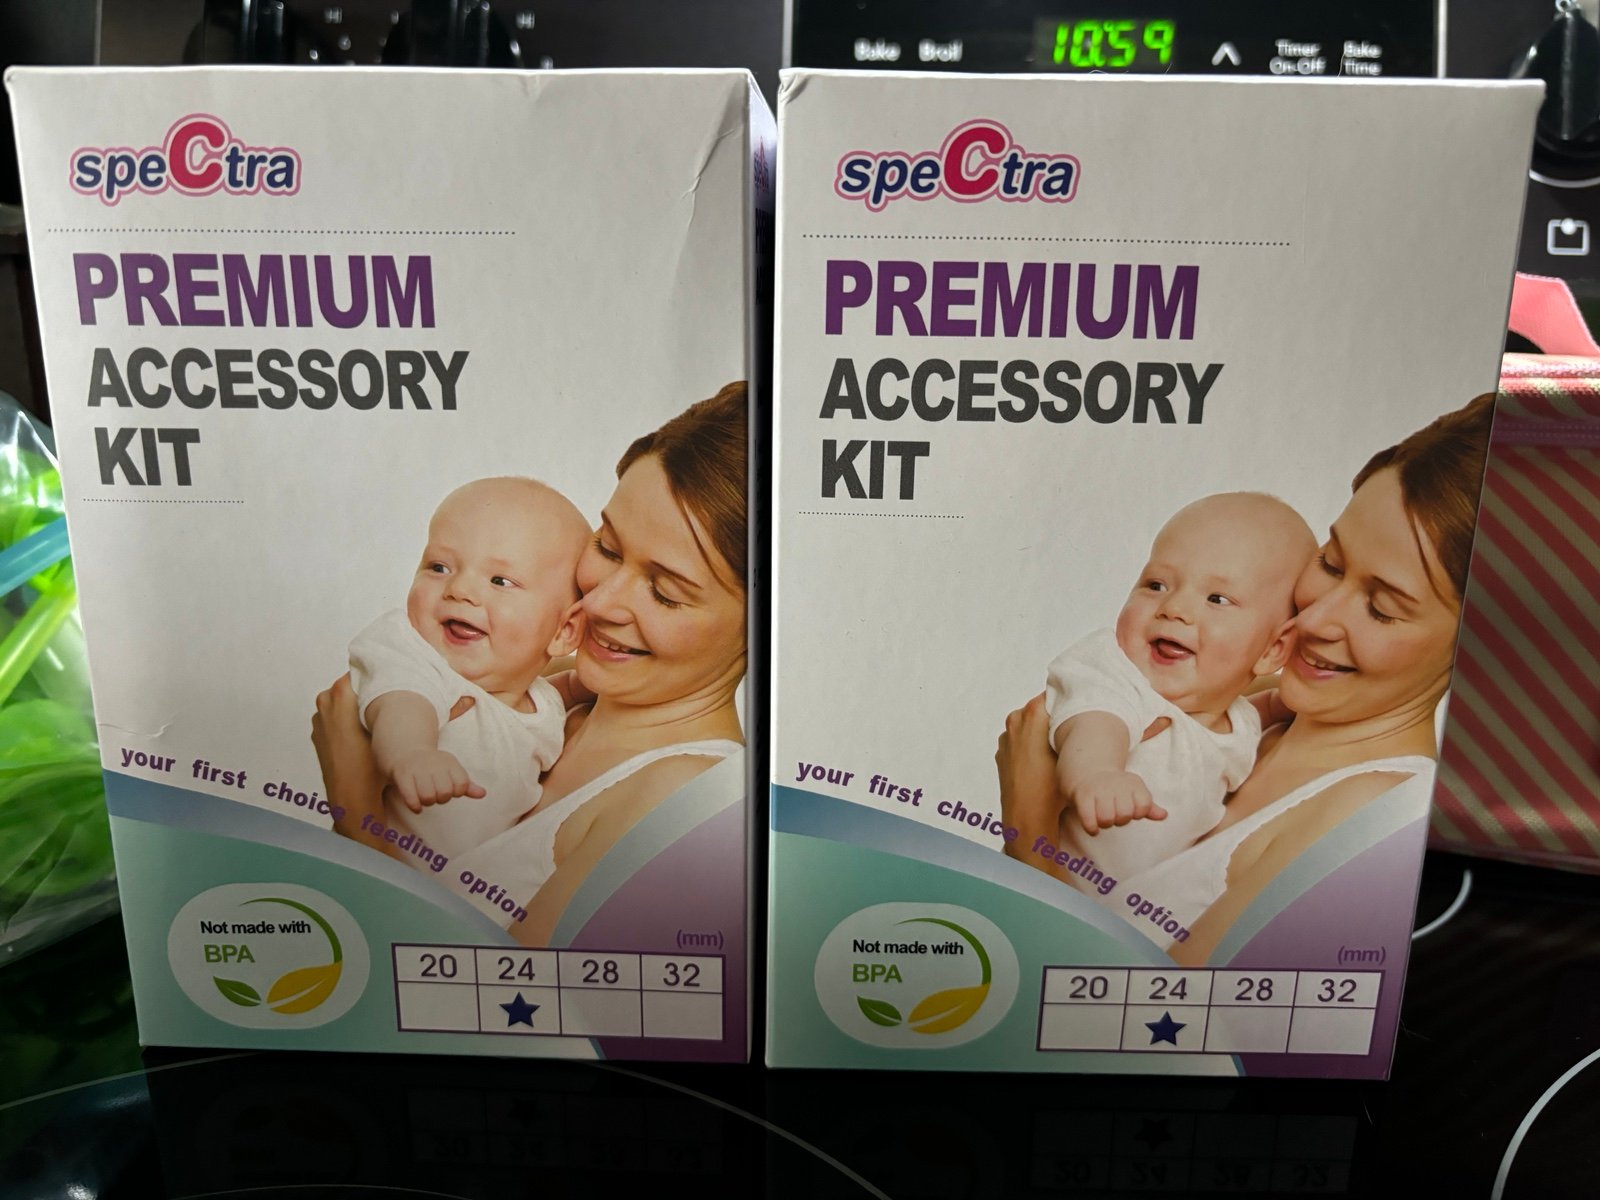 HI
HI
Bake Broil
10:59
Timer On-Off
Bake Time
speCtra
PREMIUM
ACCESSORY
KIT
your first choice feeding option
Not made with
BPA
(mm)
20 24 28 32
speCtra
PREMIUM
ACCESSORY
KIT
your first choice feeding option
Not made with
BPA
(mm)
20 24 28 32